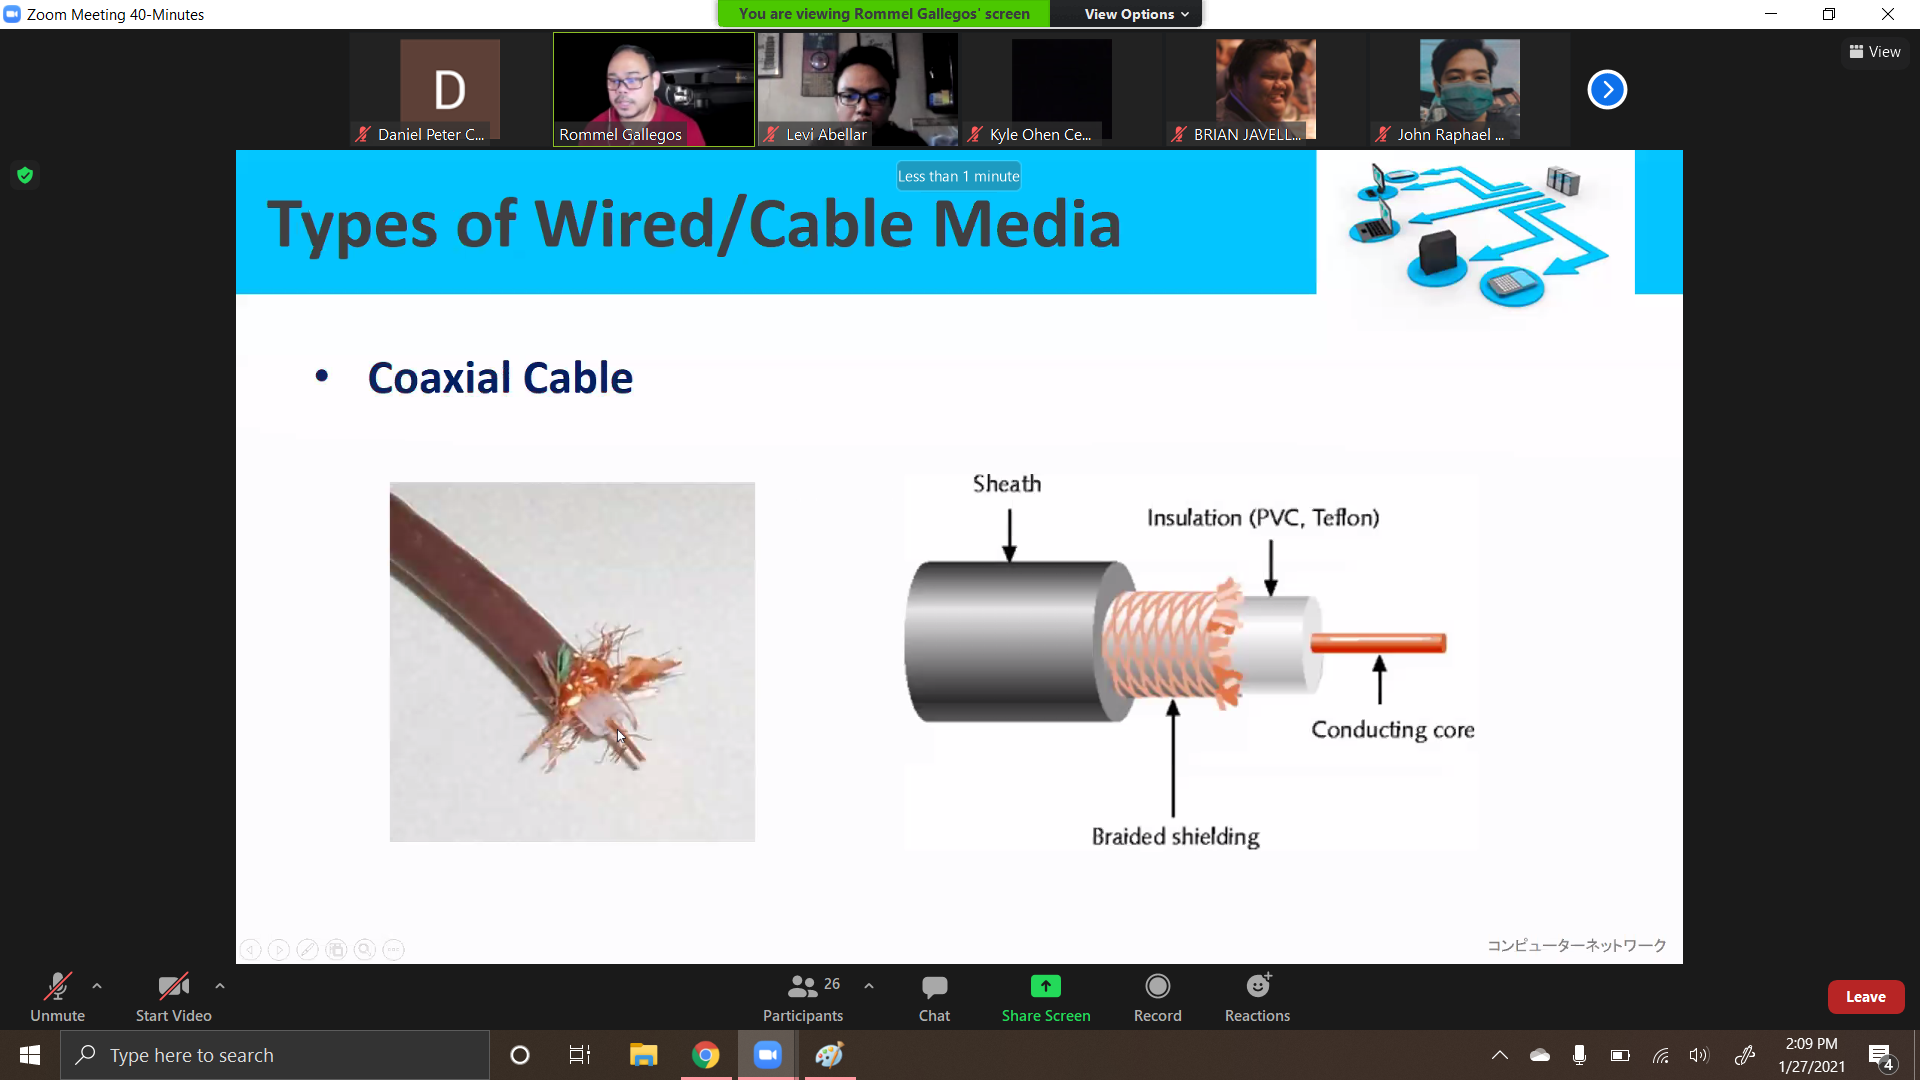 Zoom Meeting 40-Minutes
You are viewing Rommel Gallegos' screen
View Options
View
D
Daniel Peter C...
Rommel Gallegos
Levi Abellar
Kyle Ohen Ce...
BRIAN JAVELL...
John Raphael ...
Less than 1 minute
Types of Wired/Cable Media
• Coaxial Cable
Sheath
Insulation (PVC, Teflon)
Conducting core
Braided shielding
コンピューターネットワーク
Unmute
Start Video
26
Participants
Chat
Share Screen
Record
Reactions
Leave
Type here to search
2:09 PM
1/27/2021
4